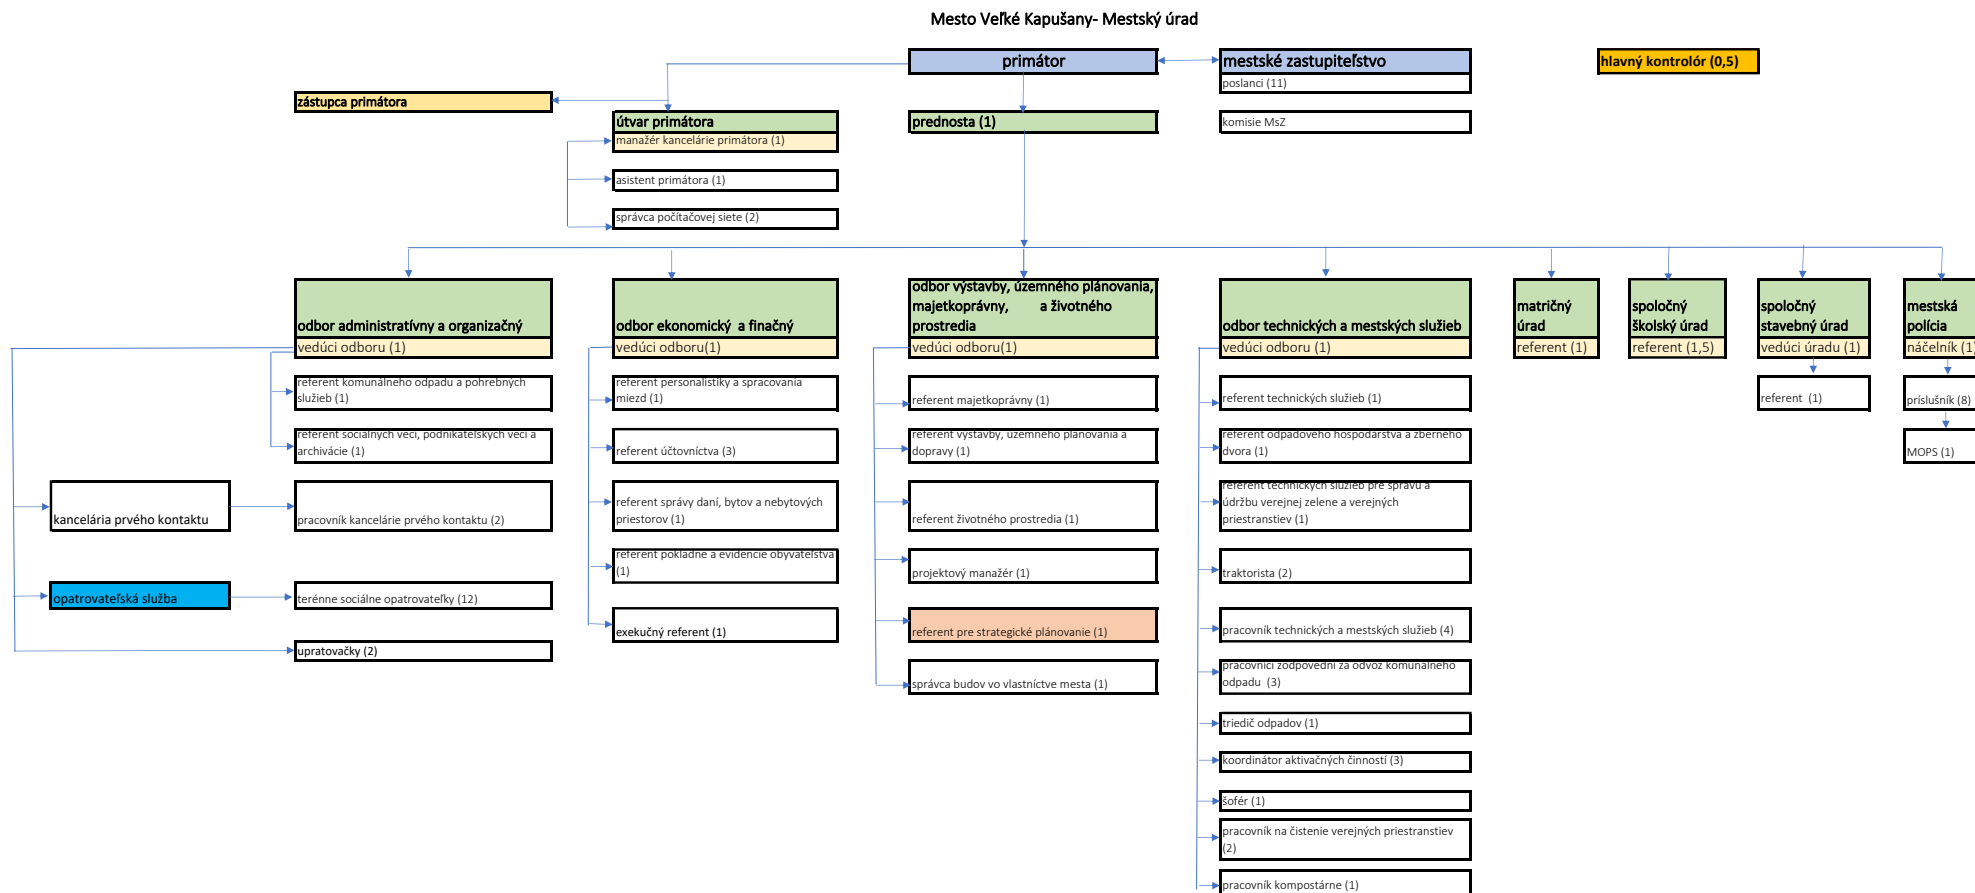 Mesto Veľké Kapušany- Mestský úrad
primátor
mestské zastupiteľstvo
hlavný kontrolór (0,5)
poslanci (11)
zástupca primátora
útvar primátora
prednosta (1)
komisie MsZ
manažér kancelárie primátora (1)
asistent primátora (1)
správca počítačovej siete (2)
odbor administratívny a organizačný
vedúci odboru (1)
referent komunálneho odpadu a pohrebných
služieb (1)
referent sociálnych vecí, podnikateľských vecí a
archivácie (1)
kancelária prvého kontaktu
pracovník kancelárie prvého kontaktu (2)
opatrovateľská služba
terénne sociálne opatrovateľky (12)
upratovačky (2)
odbor ekonomický a finačný
vedúci odboru(1)
referent personalistiky a spracovania
miezd (1)
referent účtovníctva (3)
referent správy daní, bytov a nebytových
priestorov (1)
referent pokladne a evidencie obyvateľstva
(1)
exekučný referent (1)
odbor výstavby, územného plánovania,
majetkoprávny, a životného
prostredia
vedúci odboru(1)
referent majetkoprávny (1)
referent výstavby, územného plánovania a
dopravy (1)
referent životného prostredia (1)
projektový manažér (1)
referent pre strategické plánovanie (1)
správca budov vo vlastníctve mesta (1)
odbor technických a mestských služieb
vedúci odboru (1)
referent technických služieb (1)
referent odpadového hospodárstva a zberného
dvora (1)
referent technických služieb pre správu a
údržbu verejnej zelene a verejných
priestranstiev (1)
traktorista (2)
pracovník technických a mestských služieb (4)
pracovníci zodpovední za odvoz komunálneho
odpadu (3)
triedič odpadov (1)
koordinátor aktivačných činností (3)
šofér (1)
pracovník na čistenie verejných priestranstiev
(2)
pracovník kompostárne (1)
matričný
úrad
referent (1)
spoločný
školský úrad
referent (1,5)
spoločný
stavebný úrad
vedúci úradu (1)
referent (1)
mestská
polícia
náčelník (1)
príslušník (8)
MOPS (1)